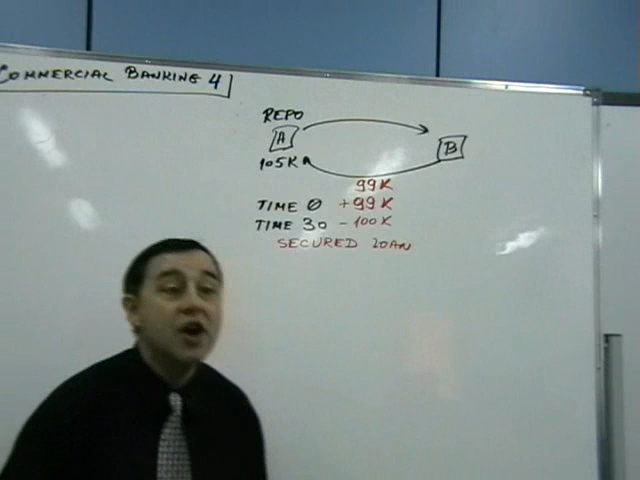 COMMERCIAL BANKING 4
REPO
A
B
105K
99K
TIME 0 +99K
TIME 30 -100K
SECURED LOAN